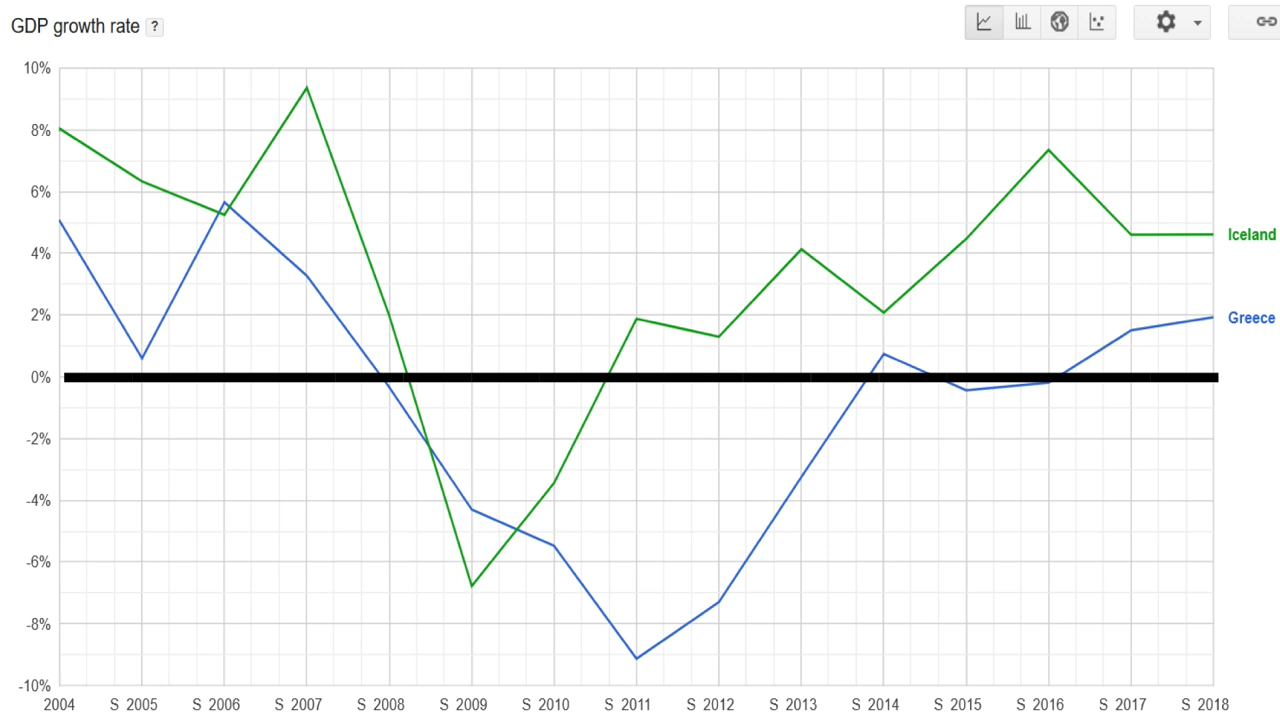 GDP growth rate ?
10%
8%
6%
4%
2%
0%
-2%
-4%
-6%
-8%
-10%
Iceland
Greece
2004 S 2005 S 2006 S 2007 S 2008 S 2009 S 2010 S 2011 S 2012 S 2013 S 2014 S 2015 S 2016 S 2017 S 2018